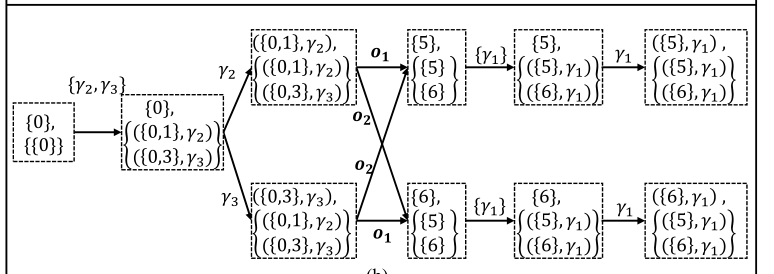 {0},
{{0}}
{γ₂, γ₃}
{0},
{({0,1}, γ₂)
({0,3}, γ₃)}
γ₂
γ₃
({0,1}, γ₂),
{({0,1}, γ₂)
({0,3}, γ₃)}
({0,3}, γ₃),
{({0,1}, γ₂)
({0,3}, γ₃)}
o₁
o₂
o₂
o₁
{5},
{{5}
{6}}
{γ₁}
{5},
{({5}, γ₁)
({6}, γ₁)}
γ₁
({5}, γ₁) ,
{({5}, γ₁)
({6}, γ₁)}
{6},
{{5}
{6}}
{γ₁}
{6},
{({5}, γ₁)
({6}, γ₁)}
γ₁
({6}, γ₁) ,
{({5}, γ₁)
({6}, γ₁)}